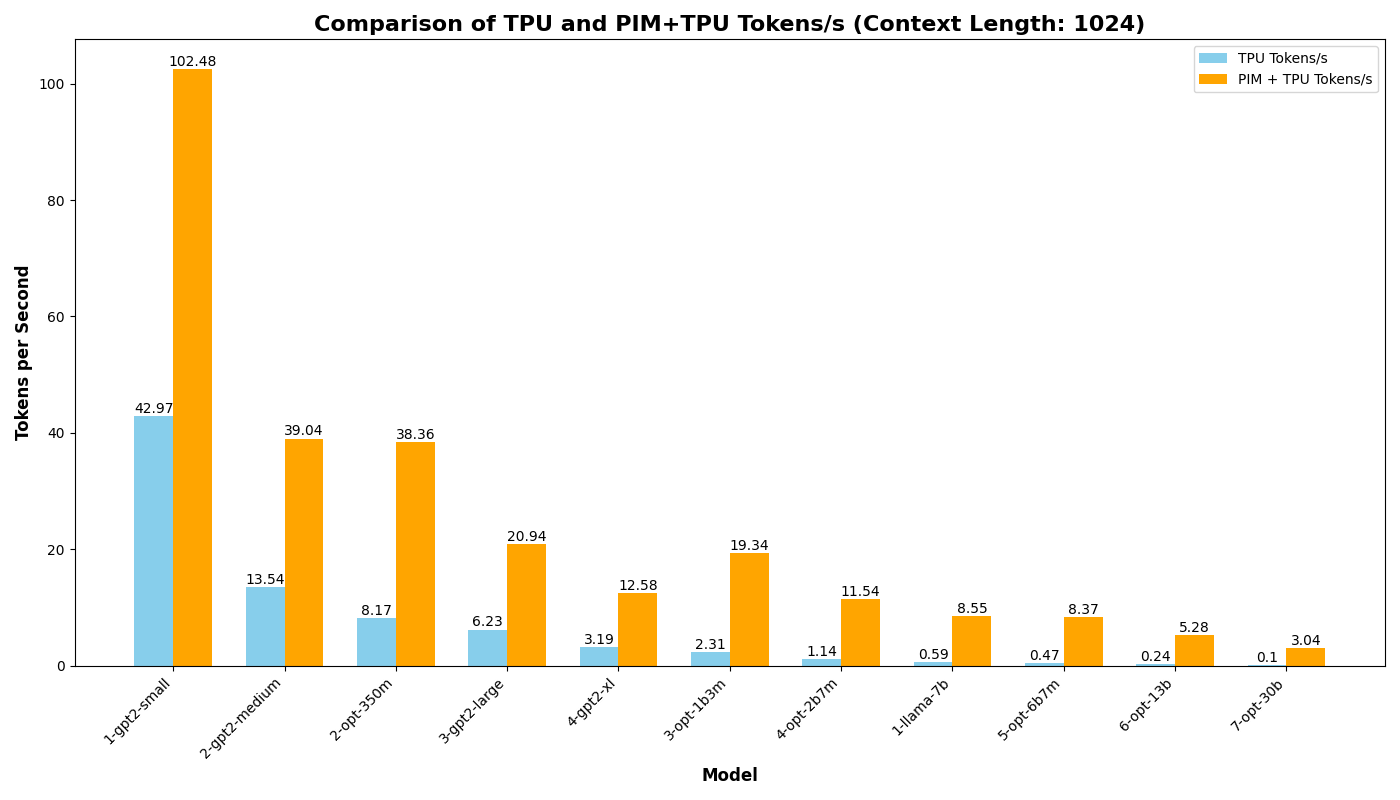 Comparison of TPU and PIM+TPU Tokens/s (Context Length: 1024)
TPU Tokens/s
PIM + TPU Tokens/s
Tokens per Second
100
80
60
40
20
0
42.97
102.48
13.54
39.04
8.17
38.36
6.23
20.94
3.19
12.58
2.31
19.34
1.14
11.54
0.59
8.55
0.47
8.37
0.24
5.28
0.1
3.04
1-gpt2-small
2-gpt2-medium
2-opt-350m
3-gpt2-large
4-gpt2-xl
3-opt-1b3m
4-opt-2b7m
1-llama-7b
5-opt-6b7m
6-opt-13b
7-opt-30b
Model